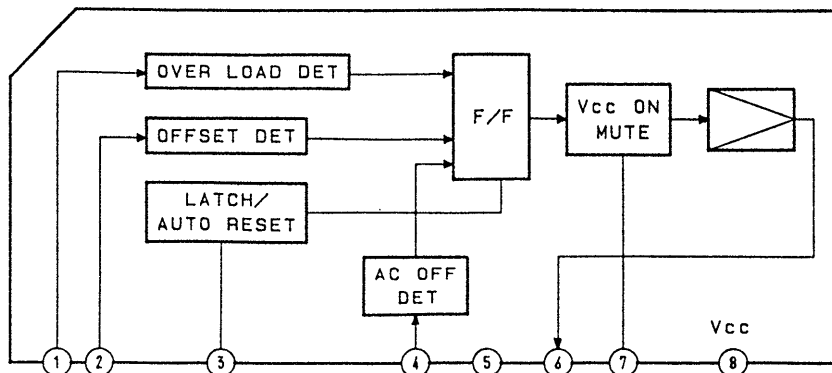 OVER LOAD DET
OFFSET DET
LATCH/
AUTO RESET
F/F
Vcc ON
MUTE
AC OFF
DET
Vcc
1 2 3 4 5 6 7 8